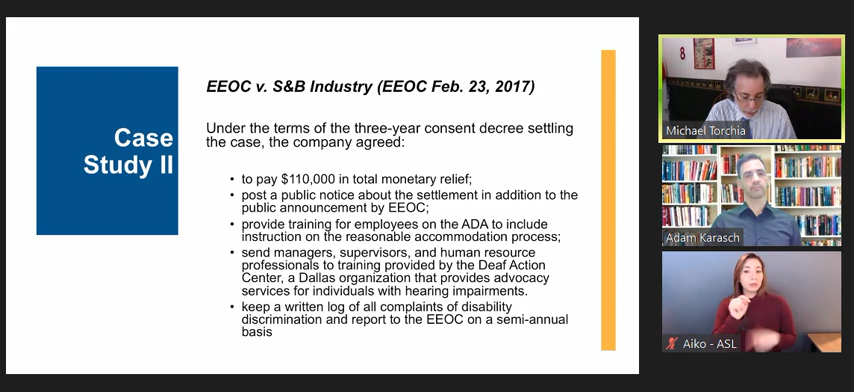 Case
Study II
EEOC v. S&B Industry (EEOC Feb. 23, 2017)
Under the terms of the three-year consent decree settling
the case, the company agreed:
• to pay $110,000 in total monetary relief;
• post a public notice about the settlement in addition to the
public announcement by EEOC;
• provide training for employees on the ADA to include
instruction on the reasonable accommodation process;
• send managers, supervisors, and human resource
professionals to training provided by the Deaf Action
Center, a Dallas organization that provides advocacy
services for individuals with hearing impairments.
• keep a written log of all complaints of disability
discrimination and report to the EEOC on a semi-annual
basis
8
Michael Torchia
Adam Karasch
Aiko - ASL